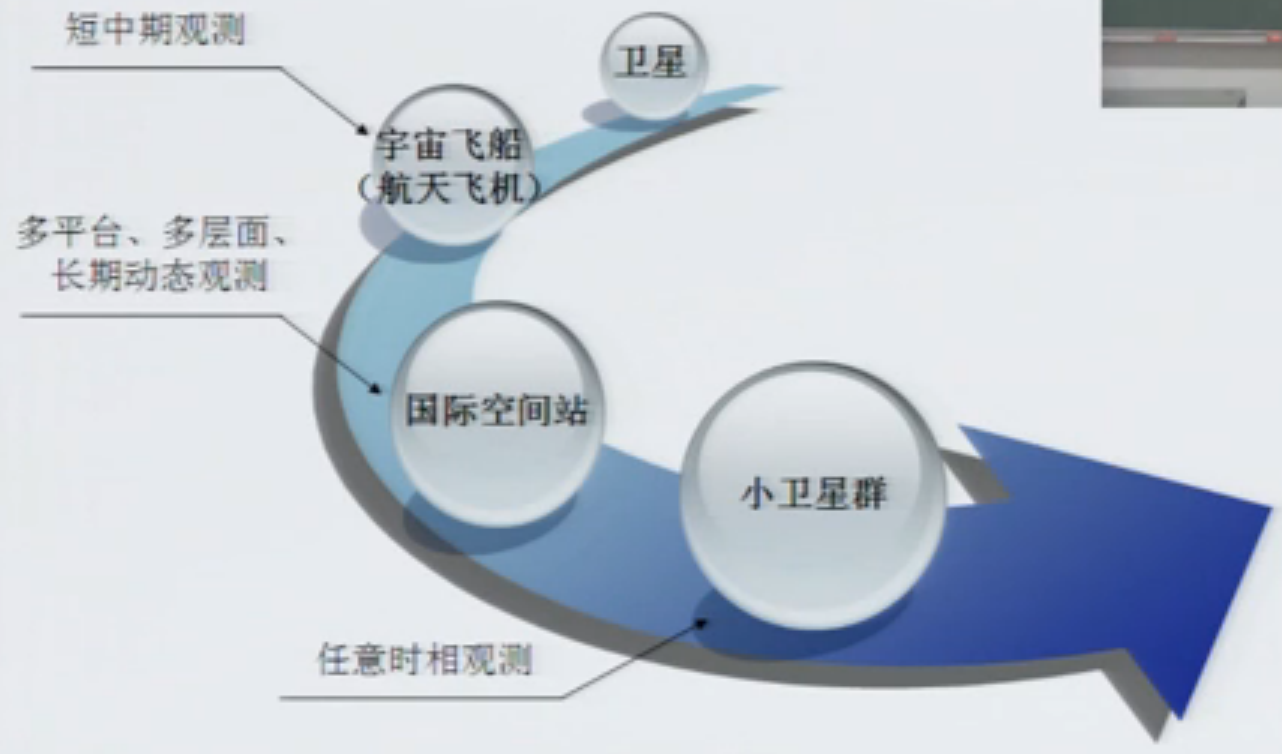 短中期观测
卫星
宇宙飞船
（航天飞机）
多平台、多层面、
长期动态观测
国际空间站
小卫星群
任意时相观测